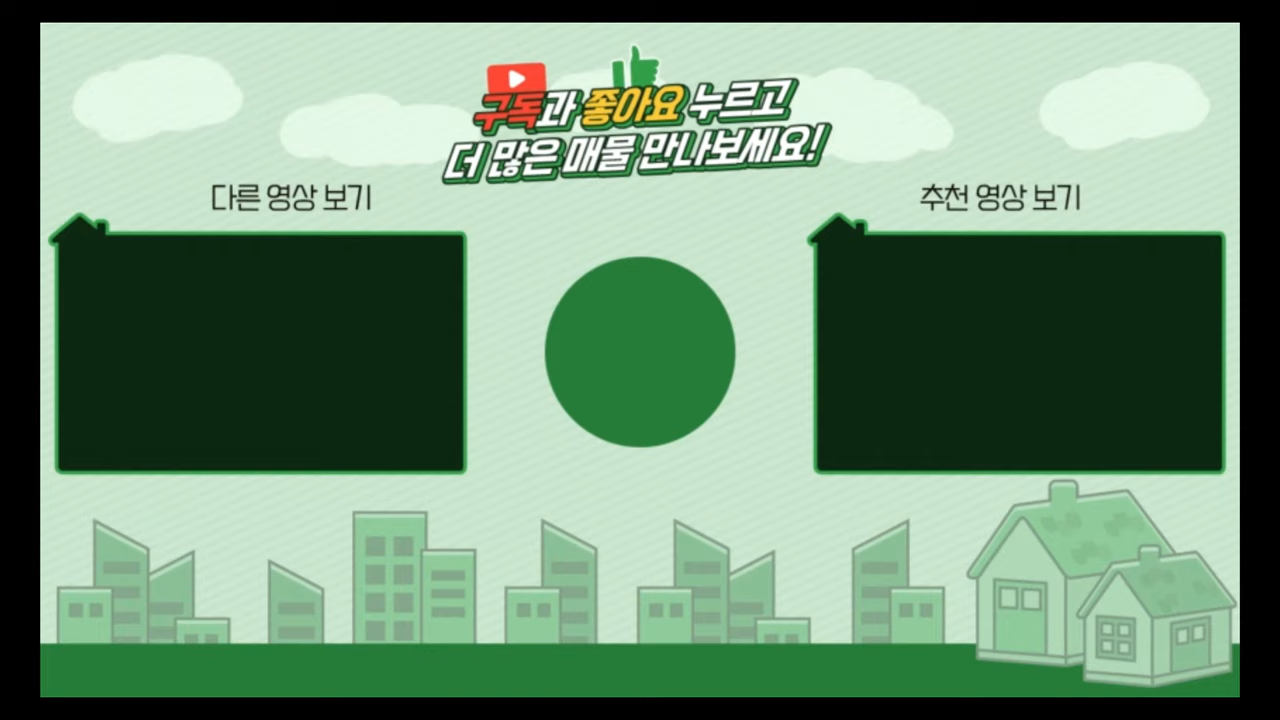 구독과 좋아요 누르고
더 많은 매물 만나보세요!
다른 영상 보기
추천 영상 보기